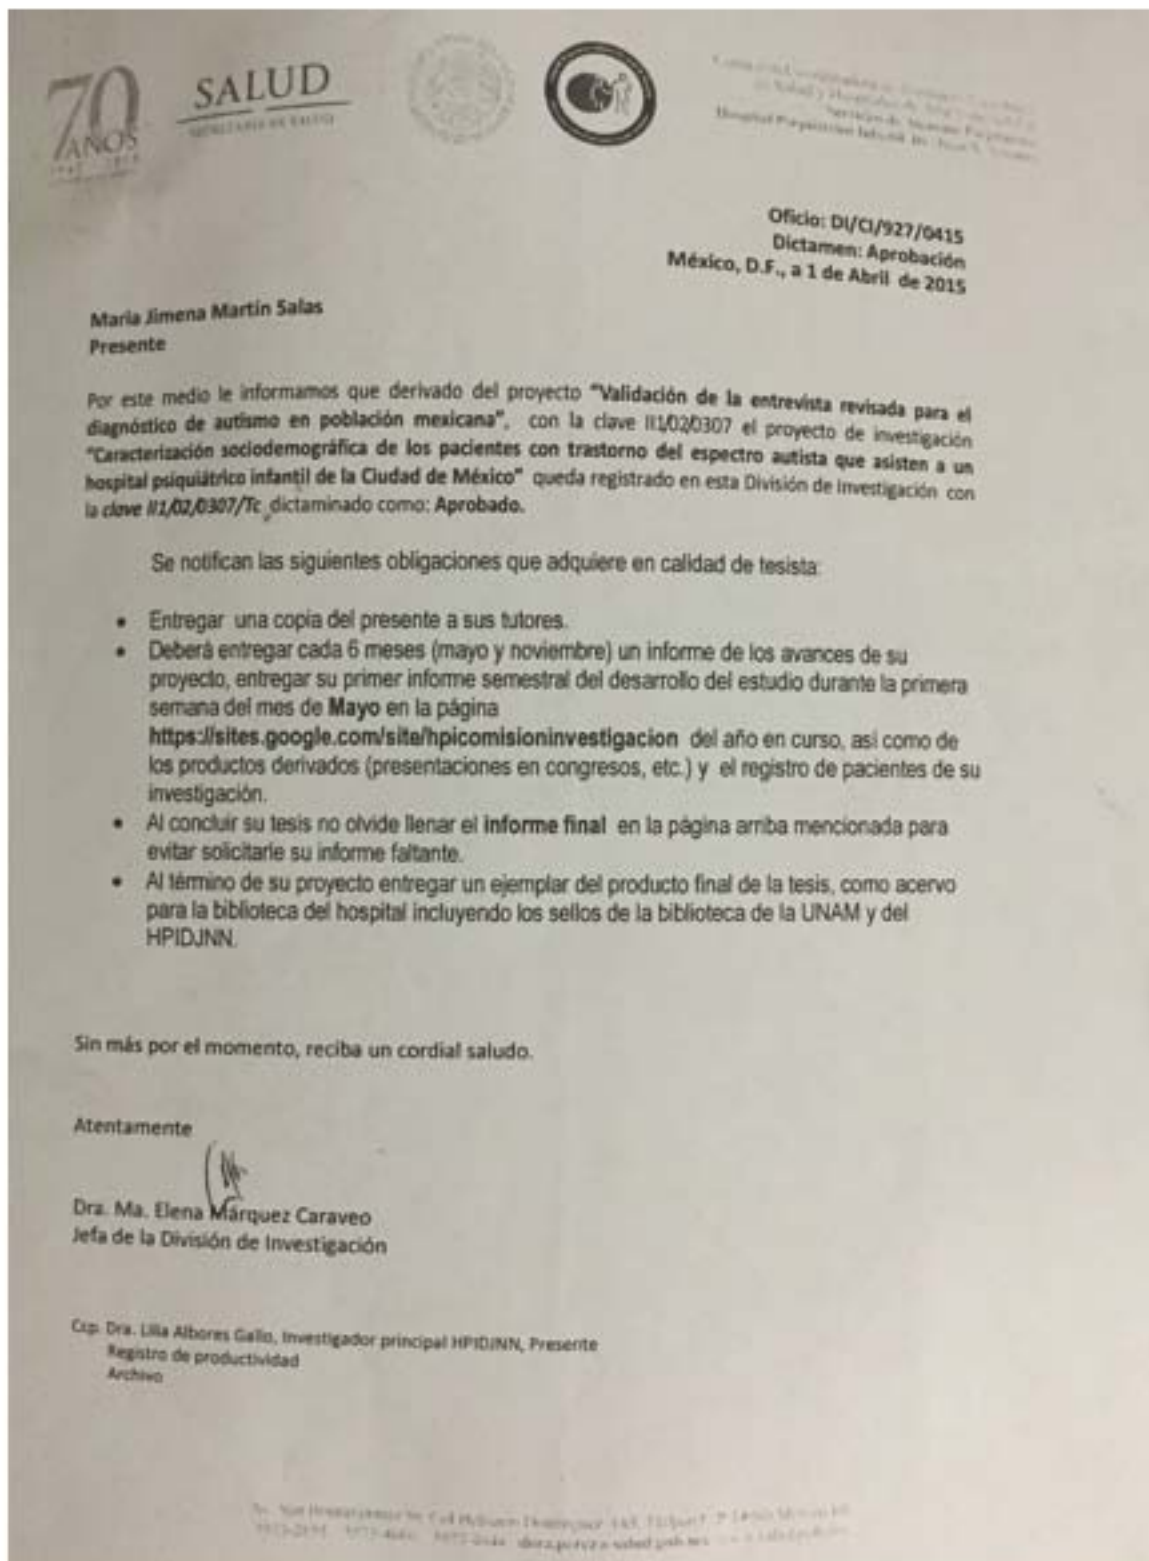 70
AÑOS
SALUD
SECRETARÍA DE SALUD
Hospital Psiquiátrico Infantil
Oficio: DI/CI/927/0415
Dictamen: Aprobación
México, D.F., a 1 de Abril de 2015
Maria Jimena Martín Salas
Presente
Por este medio le informamos que derivado del proyecto "Validación de la entrevista revisada para el
diagnóstico de autismo en población mexicana", con la clave II1/02/0307 el proyecto de investigación
"Caracterización sociodemográfica de los pacientes con trastorno del espectro autista que asisten a un
hospital psiquiátrico infantil de la Ciudad de México" queda registrado en esta División de Investigación con
la clave II1/02/0307/Tc dictaminado como: Aprobado.
Se notifican las siguientes obligaciones que adquiere en calidad de tesista:
• Entregar una copia del presente a sus tutores.
• Deberá entregar cada 6 meses (mayo y noviembre) un informe de los avances de su
proyecto, entregar su primer informe semestral del desarrollo del estudio durante la primera
semana del mes de Mayo en la página
https://sites.google.com/site/hpicomisioninvestigacion del año en curso, así como de
los productos derivados (presentaciones en congresos, etc.) y el registro de pacientes de su
investigación.
• Al concluir su tesis no olvide llenar el informe final en la página arriba mencionada para
evitar solicitarle su informe faltante.
• Al término de su proyecto entregar un ejemplar del producto final de la tesis, como acervo
para la biblioteca del hospital incluyendo los sellos de la biblioteca de la UNAM y del
HPIDJNN.
Sin más por el momento, reciba un cordial saludo.
Atentamente
Dra. Ma. Elena Márquez Caraveo
Jefa de la División de Investigación
Ccp. Dra. Lilia Albores Gallo, Investigador principal HPIDJNN, Presente
Registro de productividad
Archivo